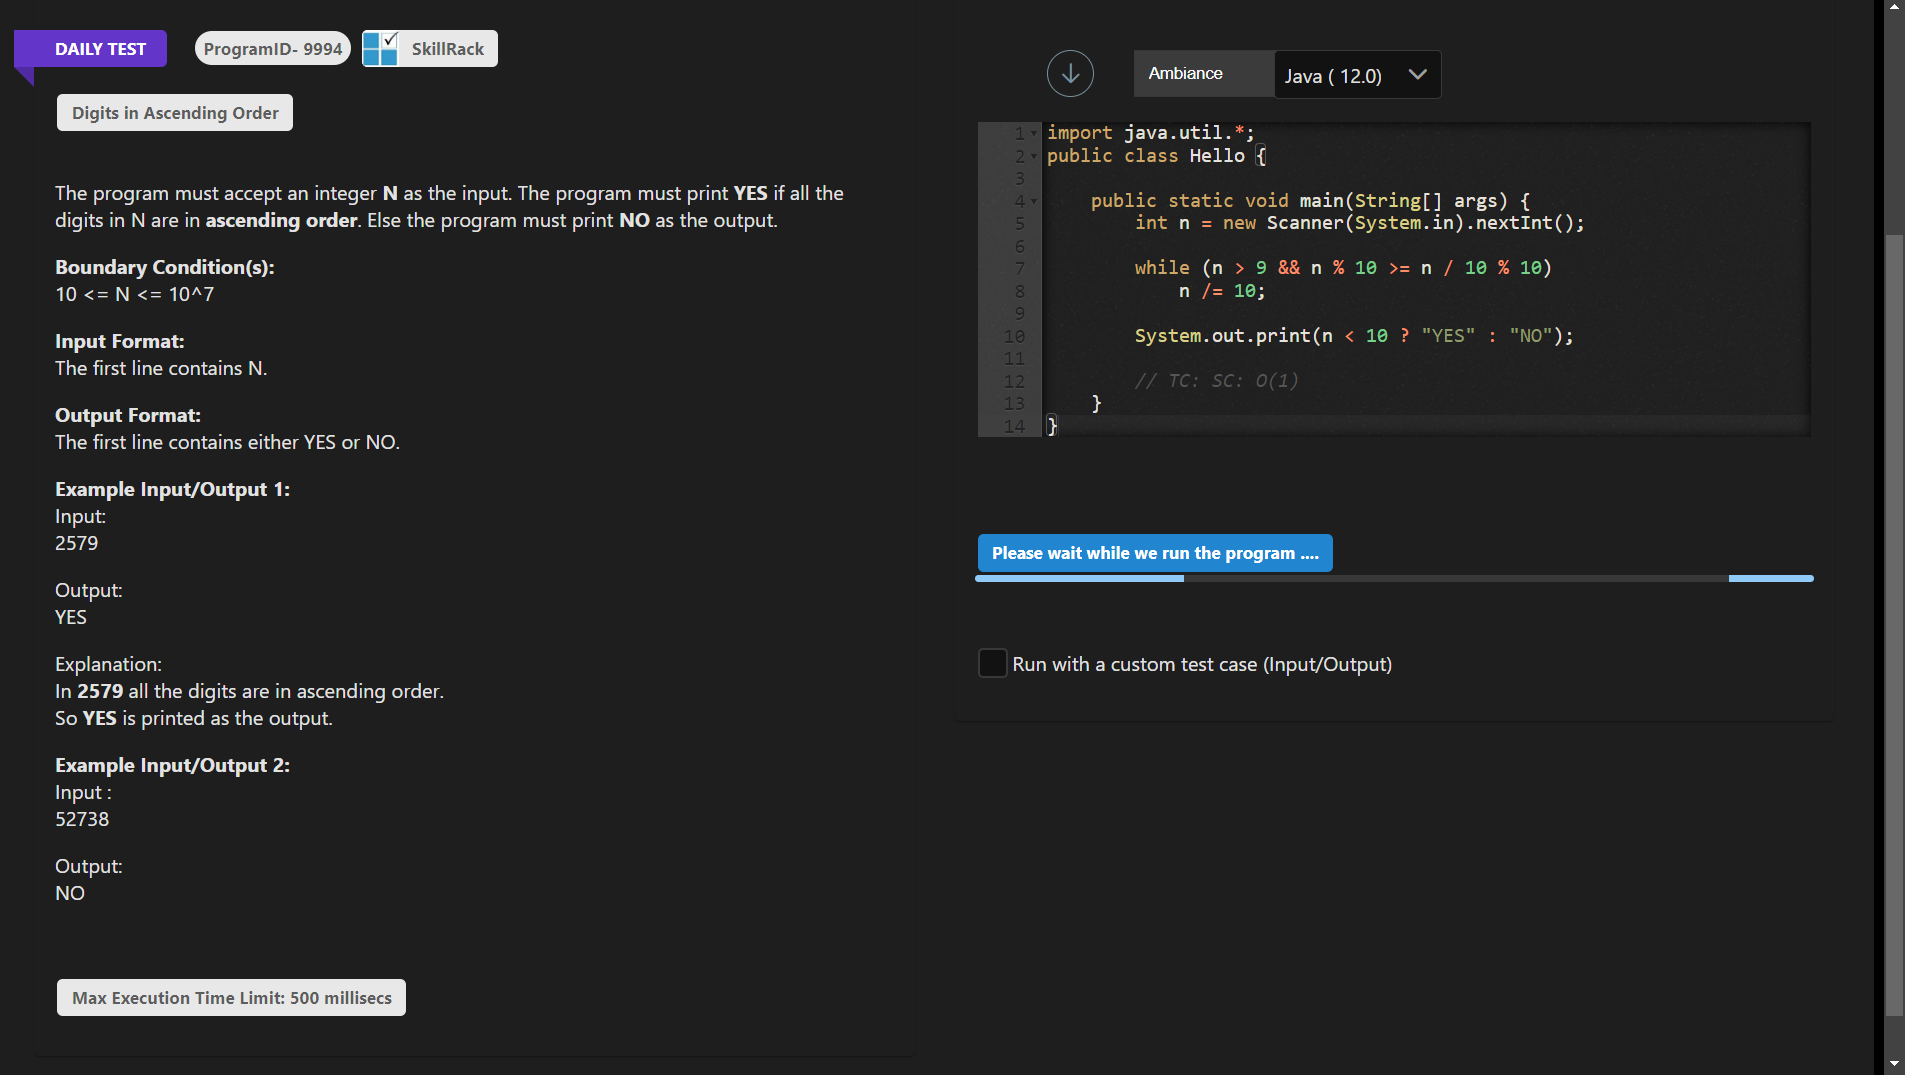 DAILY TEST
ProgramID- 9994
SkillRack
Digits in Ascending Order
The program must accept an integer N as the input. The program must print YES if all the
digits in N are in ascending order. Else the program must print NO as the output.
Boundary Condition(s):
10 <= N <= 10^7
Input Format:
The first line contains N.
Output Format:
The first line contains either YES or NO.
Example Input/Output 1:
Input:
2579
Output:
YES
Explanation:
In 2579 all the digits are in ascending order.
So YES is printed as the output.
Example Input/Output 2:
Input :
52738
Output:
NO
Max Execution Time Limit: 500 millisecs
Ambiance
Java ( 12.0)
1 import java.util.*;
2 public class Hello {
3
4     public static void main(String[] args) {
5         int n = new Scanner(System.in).nextInt();
6
7         while (n > 9 && n % 10 >= n / 10 % 10)
8             n /= 10;
9
10         System.out.print(n < 10 ? "YES" : "NO");
11
12         // TC: SC: O(1)
13     }
14 }
Please wait while we run the program ....
Run with a custom test case (Input/Output)